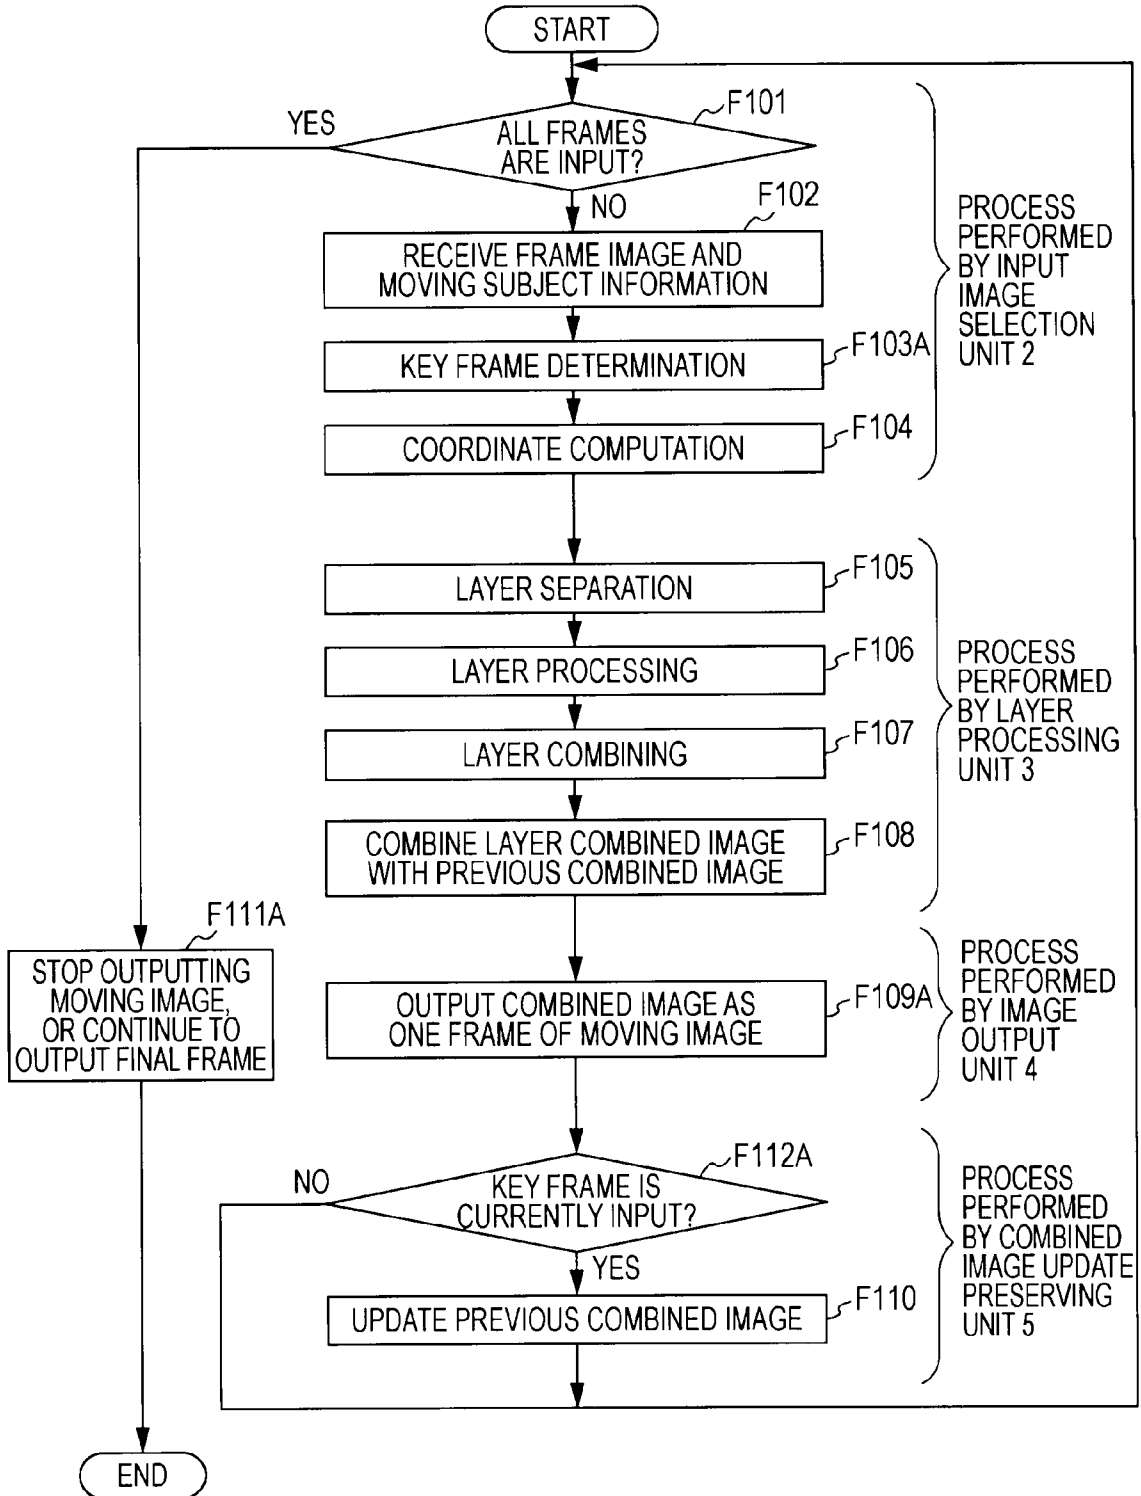 START
F101
YES
ALL FRAMES
ARE INPUT?
NO
F102
RECEIVE FRAME IMAGE AND
MOVING SUBJECT INFORMATION
F103A
KEY FRAME DETERMINATION
F104
COORDINATE COMPUTATION
PROCESS
PERFORMED
BY INPUT
IMAGE
SELECTION
UNIT 2
F105
LAYER SEPARATION
F106
LAYER PROCESSING
F107
LAYER COMBINING
F108
COMBINE LAYER COMBINED IMAGE
WITH PREVIOUS COMBINED IMAGE
PROCESS
PERFORMED
BY LAYER
PROCESSING
UNIT 3
F111A
STOP OUTPUTTING
MOVING IMAGE,
OR CONTINUE TO
OUTPUT FINAL FRAME
F109A
OUTPUT COMBINED IMAGE AS
ONE FRAME OF MOVING IMAGE
PROCESS
PERFORMED
BY IMAGE
OUTPUT
UNIT 4
F112A
NO
KEY FRAME IS
CURRENTLY INPUT?
YES
F110
UPDATE PREVIOUS COMBINED IMAGE
PROCESS
PERFORMED
BY COMBINED
IMAGE UPDATE
PRESERVING
UNIT 5
END